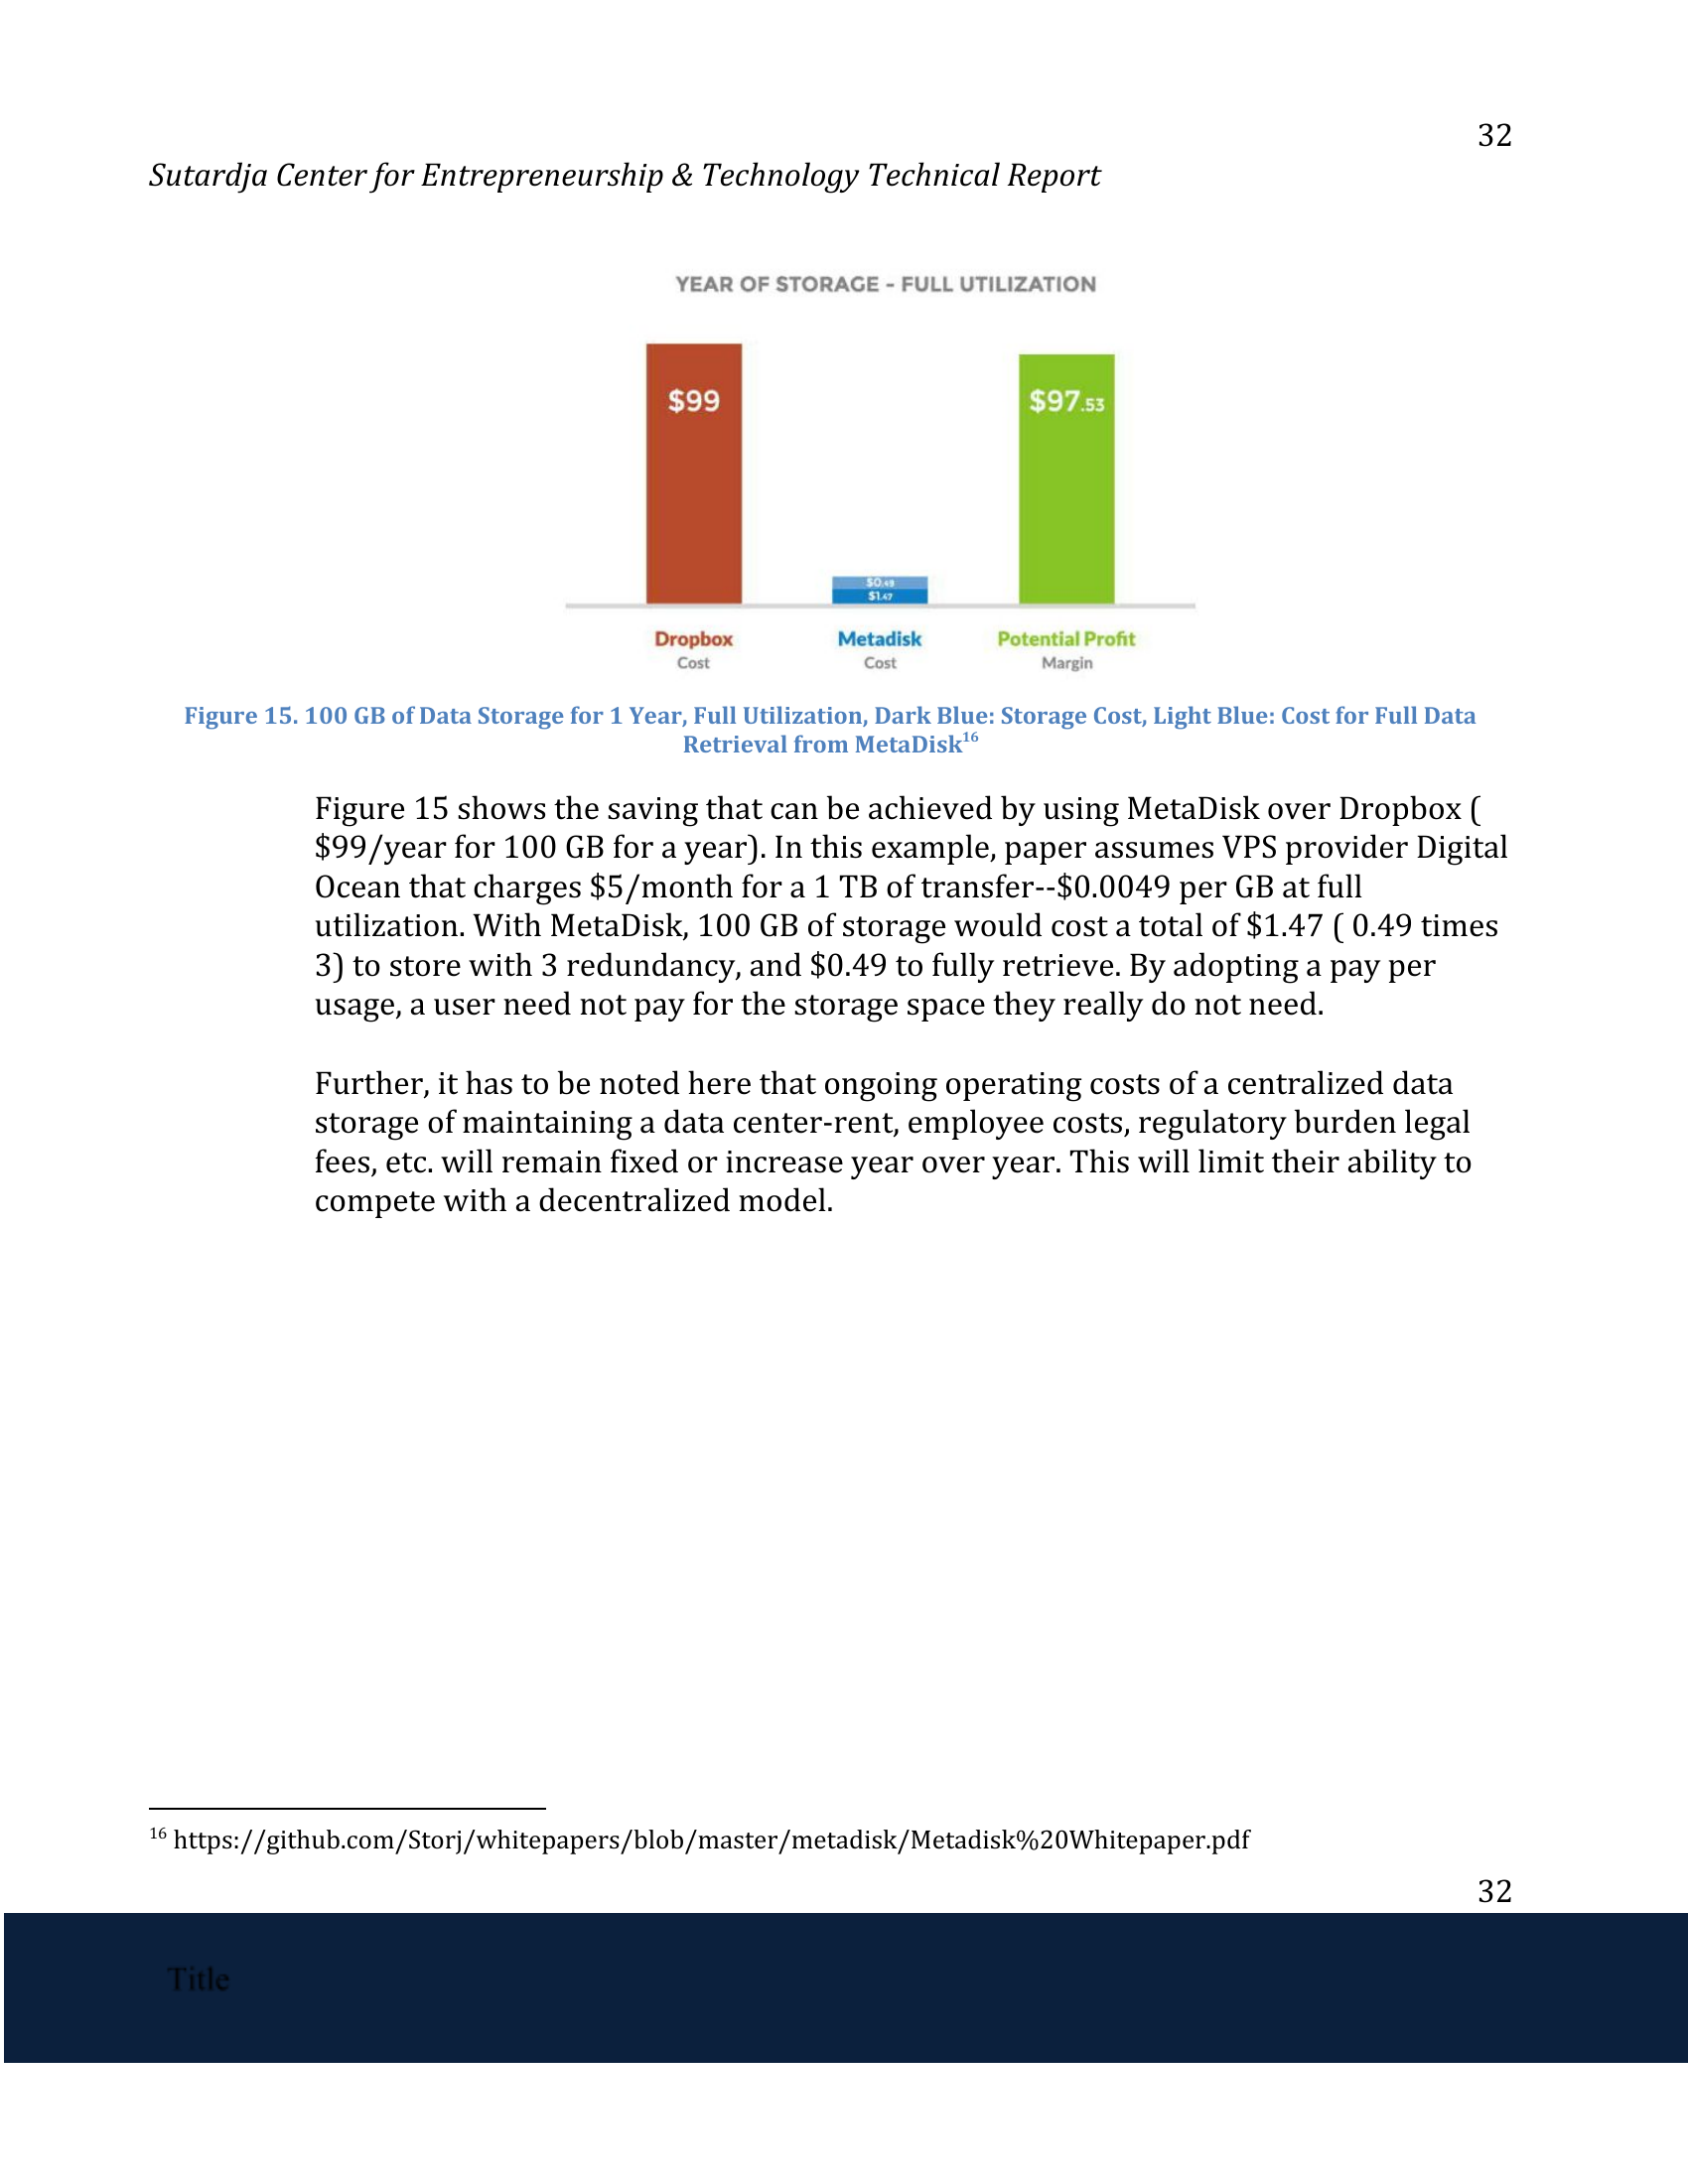 32
Sutardja Center for Entrepreneurship & Technology Technical Report
YEAR OF STORAGE - FULL UTILIZATION
$99
$97.53
$0.49
$1.47
Dropbox
Cost
Metadisk
Cost
Potential Profit
Margin
Figure 15. 100 GB of Data Storage for 1 Year, Full Utilization, Dark Blue: Storage Cost, Light Blue: Cost for Full Data
Retrieval from MetaDisk16
Figure 15 shows the saving that can be achieved by using MetaDisk over Dropbox (
$99/year for 100 GB for a year). In this example, paper assumes VPS provider Digital
Ocean that charges $5/month for a 1 TB of transfer--$0.0049 per GB at full
utilization. With MetaDisk, 100 GB of storage would cost a total of $1.47 ( 0.49 times
3) to store with 3 redundancy, and $0.49 to fully retrieve. By adopting a pay per
usage, a user need not pay for the storage space they really do not need.
Further, it has to be noted here that ongoing operating costs of a centralized data
storage of maintaining a data center-rent, employee costs, regulatory burden legal
fees, etc. will remain fixed or increase year over year. This will limit their ability to
compete with a decentralized model.
16 https://github.com/Storj/whitepapers/blob/master/metadisk/Metadisk%20Whitepaper.pdf
32
Title